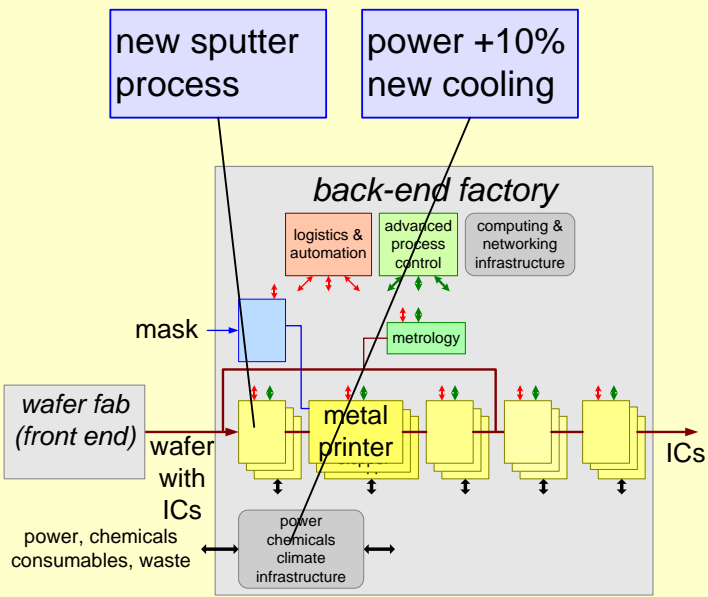 new sputter
process
power +10%
new cooling
back-end factory
logistics &
automation
advanced
process
control
computing &
networking
infrastructure
mask
metrology
wafer fab
(front end)
metal
printer
wafer
with
ICs
ICs
power, chemicals
consumables, waste
power
chemicals
climate
infrastructure